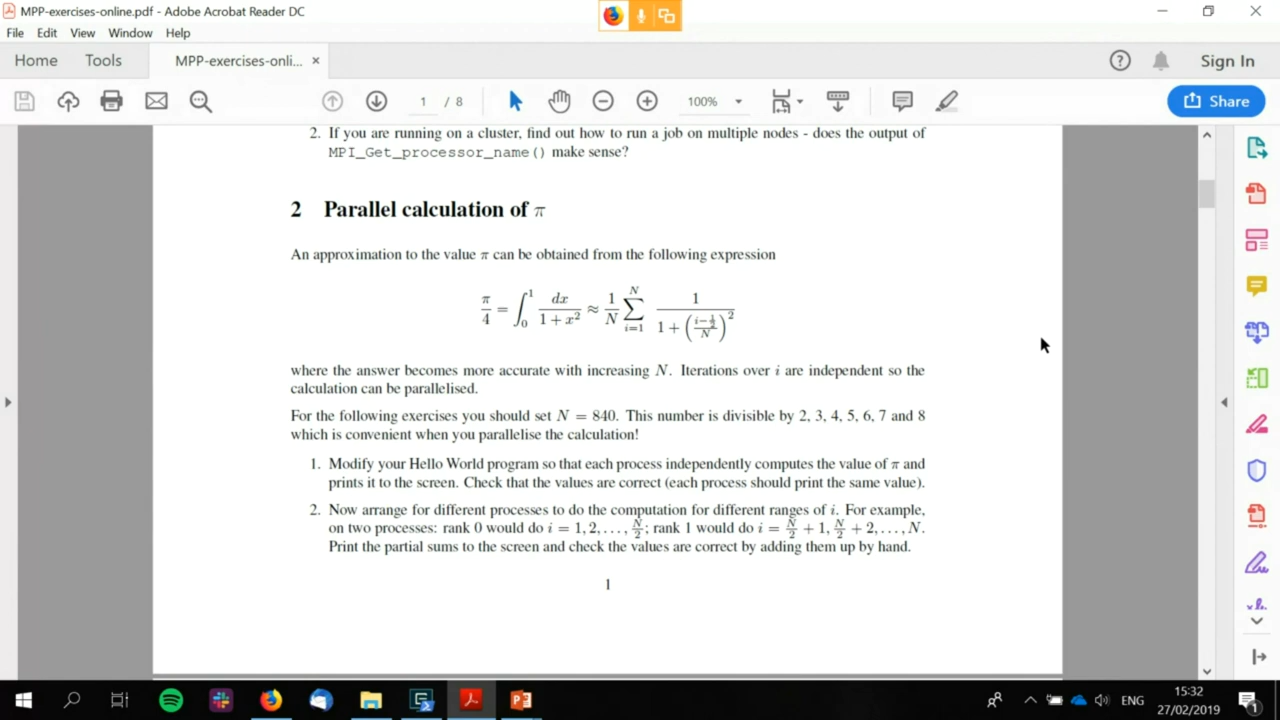 MPP-exercises-online.pdf - Adobe Acrobat Reader DC
File Edit View Window Help
Home Tools MPP-exercises-onli... × Sign In
1 / 8 100% Share
2. If you are running on a cluster, find out how to run a job on multiple nodes - does the output of
MPI_Get_processor_name() make sense?
2 Parallel calculation of π
An approximation to the value π can be obtained from the following expression
π/4 = ∫₀¹ dx/(1 + x²) ≈ 1/N ∑_{i=1}^{N} 1/(1 + ((i−½)/N)²)
where the answer becomes more accurate with increasing N. Iterations over i are independent so the
calculation can be parallelised.
For the following exercises you should set N = 840. This number is divisible by 2, 3, 4, 5, 6, 7 and 8
which is convenient when you parallelise the calculation!
1. Modify your Hello World program so that each process independently computes the value of π and
prints it to the screen. Check that the values are correct (each process should print the same value).
2. Now arrange for different processes to do the computation for different ranges of i. For example,
on two processes: rank 0 would do i = 1, 2, . . . , N/2; rank 1 would do i = N/2 + 1, N/2 + 2, . . . , N.
Print the partial sums to the screen and check the values are correct by adding them up by hand.
1
ENG
15:32
27/02/2019
1